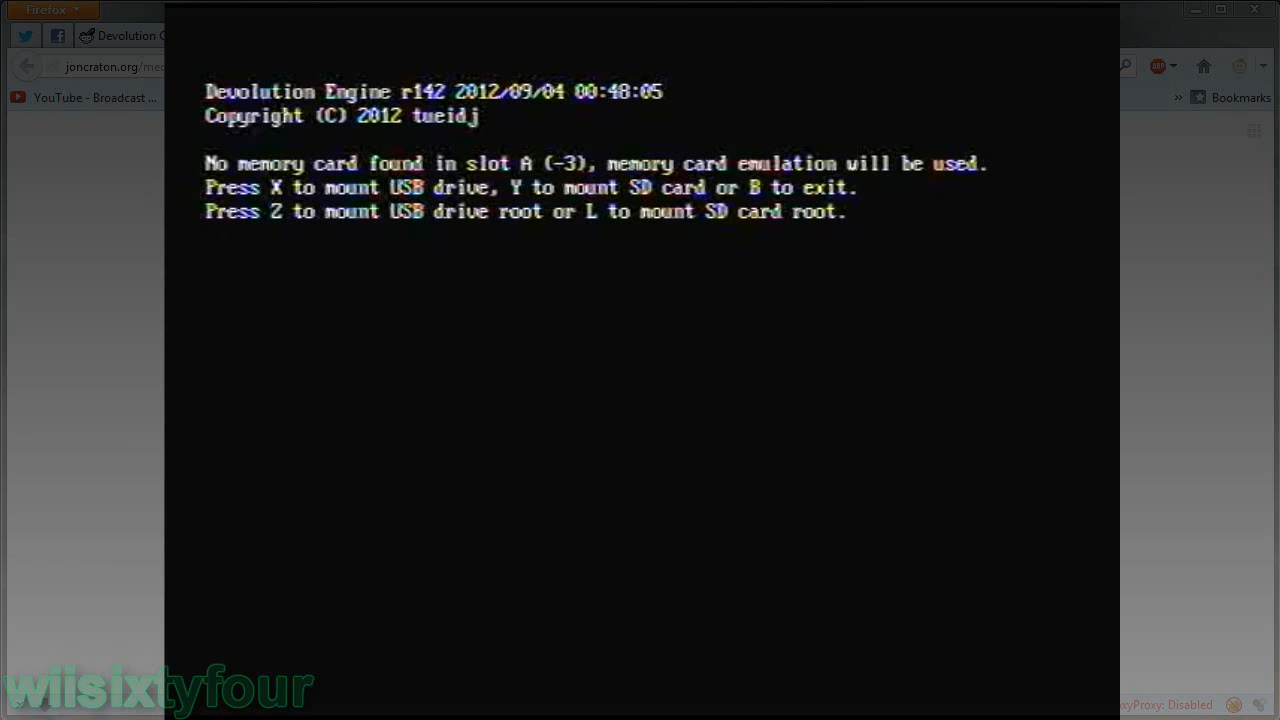 Firefox
Devolution
joncraton.org/me
YouTube - Broadcast ...
Bookmarks
Devolution Engine r142 2012/09/04 00:48:05
Copyright (C) 2012 tueidj
No memory card found in slot A (-3), memory card emulation will be used.
Press X to mount USB drive, Y to mount SD card or B to exit.
Press Z to mount USB drive root or L to mount SD card root.
wiisixtyfour
oxyProxy: Disabled